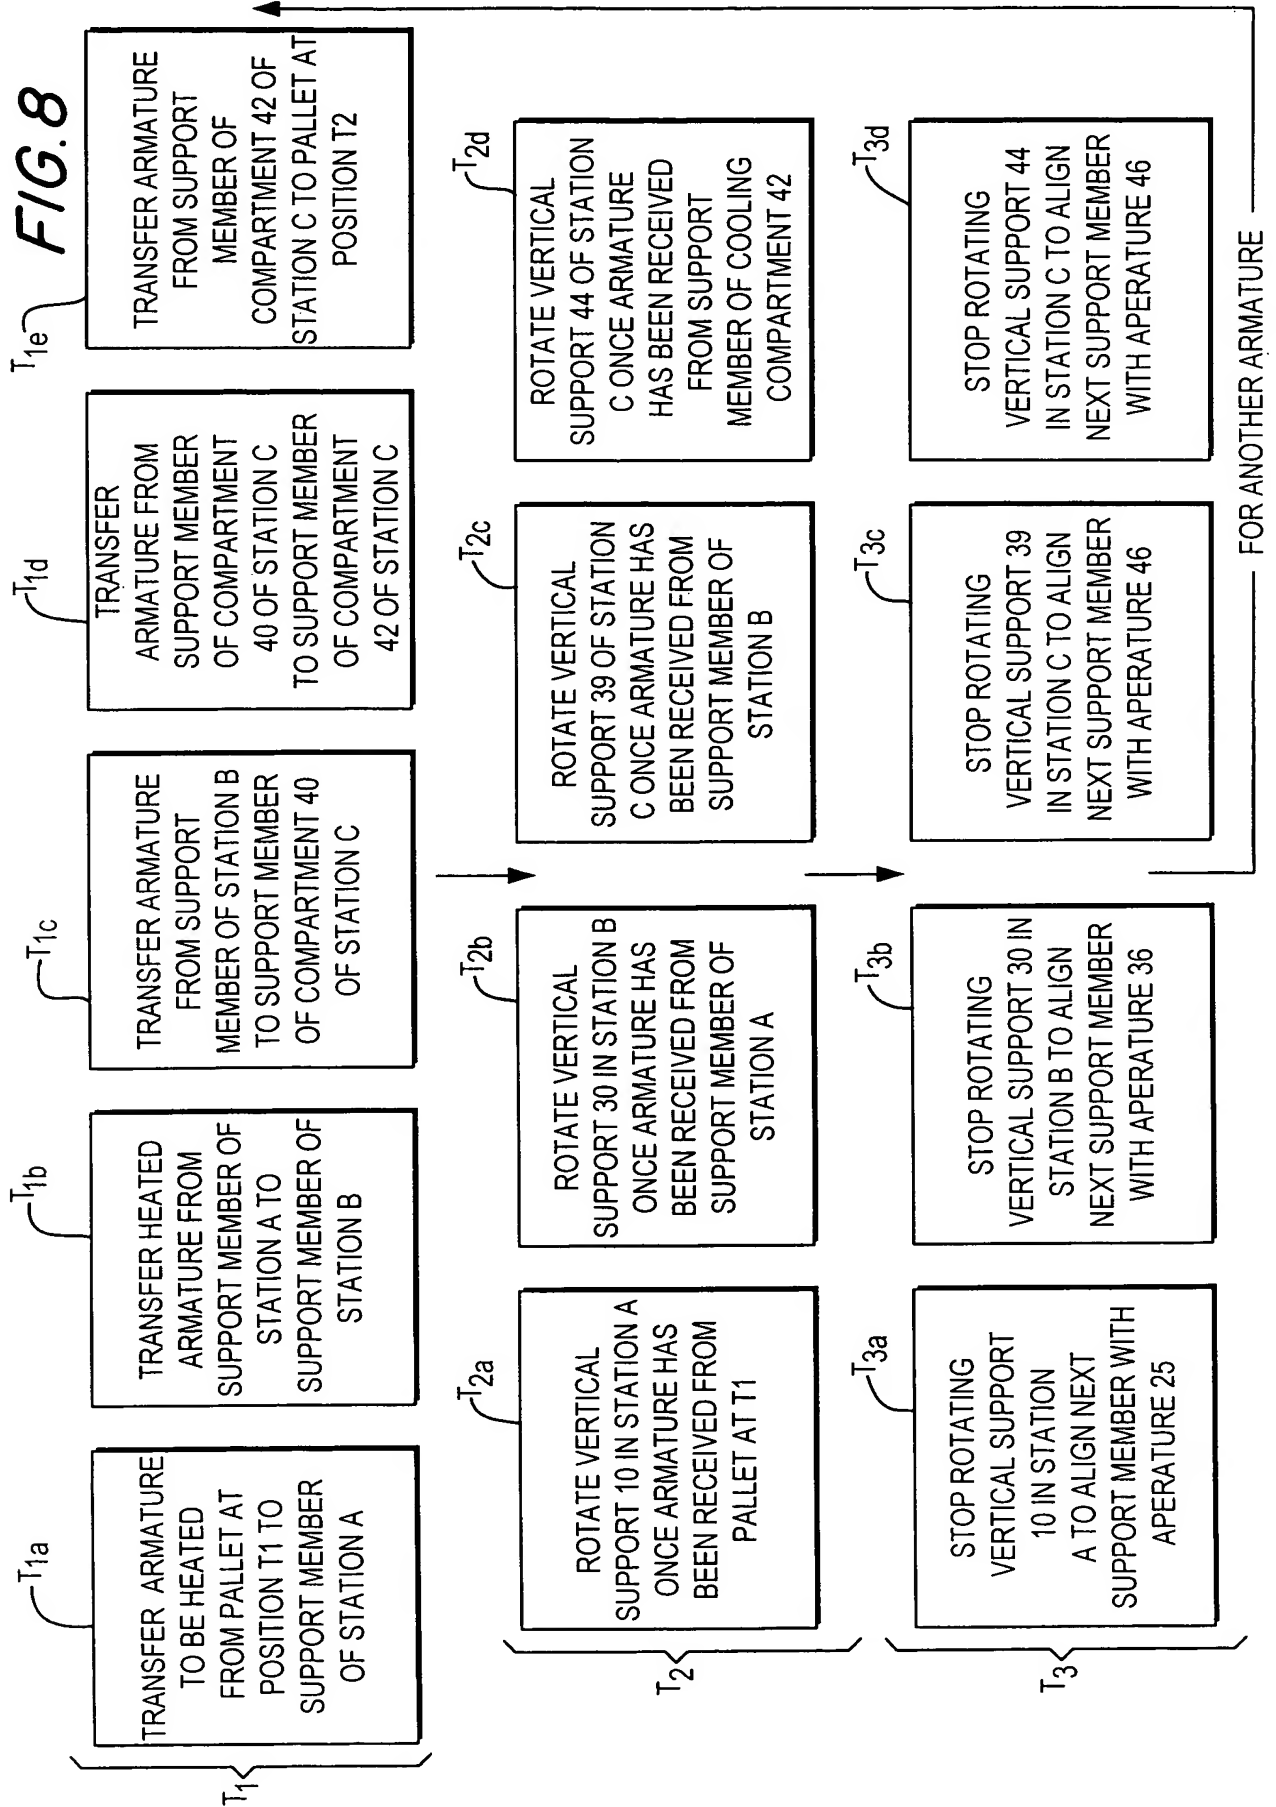 FIG.8
T1
T1a
TRANSFER ARMATURE
TO BE HEATED
FROM PALLET AT
POSITION T1 TO
SUPPORT MEMBER
OF STATION A
T1b
TRANSFER HEATED
ARMATURE FROM
SUPPORT MEMBER OF
STATION A TO
SUPPORT MEMBER OF
STATION B
T1c
TRANSFER ARMATURE
FROM SUPPORT
MEMBER OF STATION B
TO SUPPORT MEMBER
OF COMPARTMENT 40
OF STATION C
T1d
TRANSFER
ARMATURE FROM
SUPPORT MEMBER
OF COMPARTMENT
40 OF STATION C
TO SUPPORT MEMBER
OF COMPARTMENT
42 OF STATION C
T1e
TRANSFER ARMATURE
FROM SUPPORT
MEMBER OF
COMPARTMENT 42 OF
STATION C TO PALLET AT
POSITION T2
T2
T2a
ROTATE VERTICAL
SUPPORT 10 IN STATION A
ONCE ARMATURE HAS
BEEN RECEIVED FROM
PALLET AT T1
T2b
ROTATE VERTICAL
SUPPORT 30 IN STATION B
ONCE ARMATURE HAS
BEEN RECEIVED FROM
SUPPORT MEMBER OF
STATION A
T2c
ROTATE VERTICAL
SUPPORT 39 OF STATION
C ONCE ARMATURE HAS
BEEN RECEIVED FROM
SUPPORT MEMBER OF
STATION B
T2d
ROTATE VERTICAL
SUPPORT 44 OF STATION
C ONCE ARMATURE
HAS BEEN RECEIVED
FROM SUPPORT
MEMBER OF COOLING
COMPARTMENT 42
T3
T3a
STOP ROTATING
VERTICAL SUPPORT
10 IN STATION
A TO ALIGN NEXT
SUPPORT MEMBER WITH
APERATURE 25
T3b
STOP ROTATING
VERTICAL SUPPORT 30 IN
STATION B TO ALIGN
NEXT SUPPORT MEMBER
WITH APERATURE 36
T3c
STOP ROTATING
VERTICAL SUPPORT 39
IN STATION C TO ALIGN
NEXT SUPPORT MEMBER
WITH APERATURE 46
T3d
STOP ROTATING
VERTICAL SUPPORT 44
IN STATION C TO ALIGN
NEXT SUPPORT MEMBER
WITH APERATURE 46
FOR ANOTHER ARMATURE